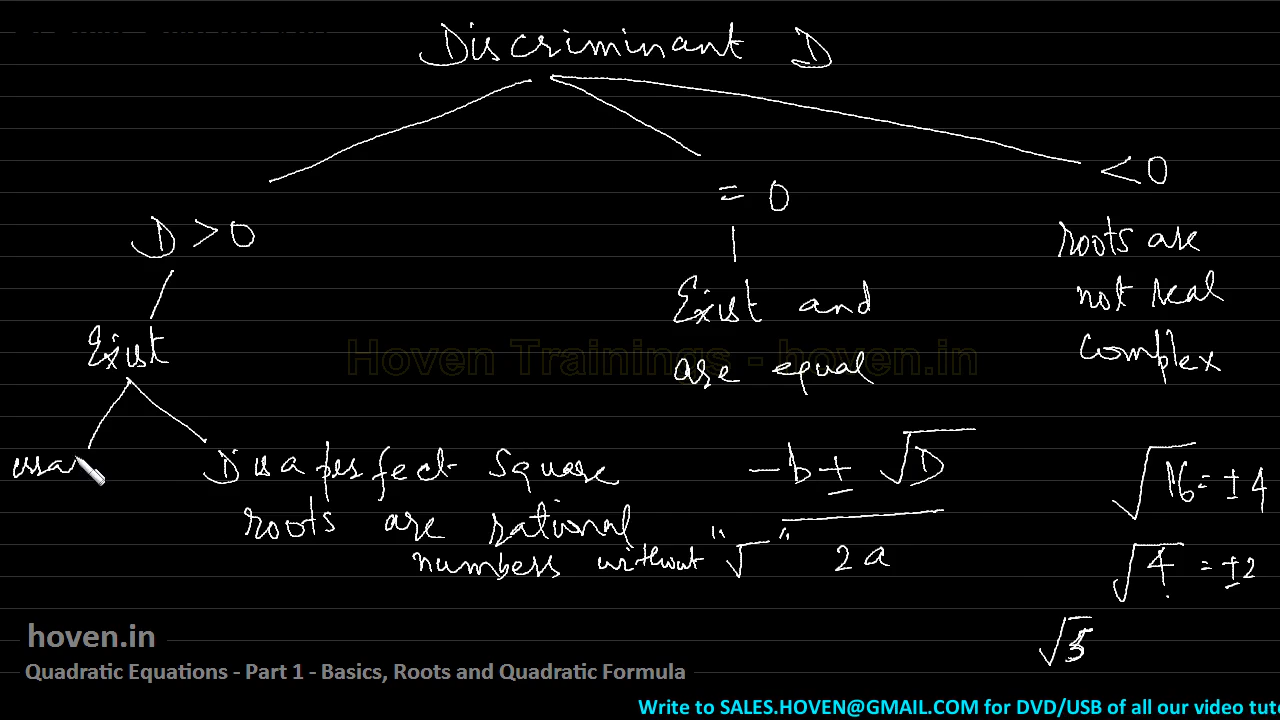 Discriminant D
D > 0
= 0
< 0
Exist
Exist and
are equal
roots are
not real
complex
D is a perfect square
roots are rational
numbers without "√"
-b ± √D
2a
√16 = ±4
√4 = ±2
Hoven Trainings - hoven.in
hoven.in
Quadratic Equations - Part 1 - Basics, Roots and Quadratic Formula
Write to SALES.HOVEN@GMAIL.COM for DVD/USB of all our video tuto